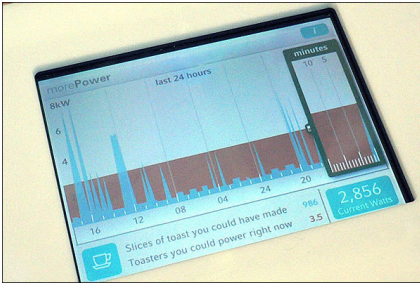 morePower
i
last 24 hours
minutes
10 5
8kW
6
4
16 12 08 04 24 20
Slices of toast you could have made 986
Toasters you could power right now 3.5
2,856
Current Watts